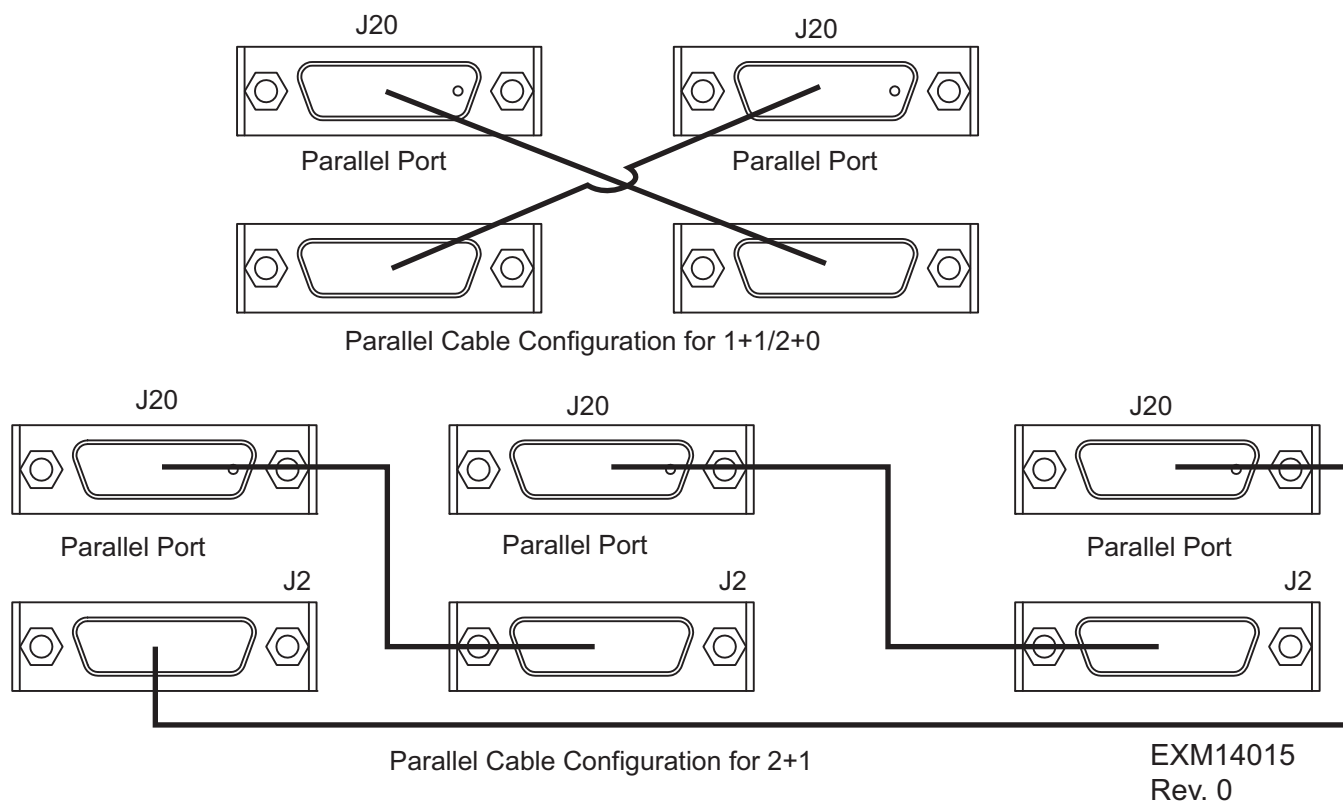 J20
J20
Parallel Port
Parallel Port
Parallel Cable Configuration for 1+1/2+0
J20
J20
J20
Parallel Port
Parallel Port
Parallel Port
J2
J2
J2
Parallel Cable Configuration for 2+1
EXM14015
Rev. 0